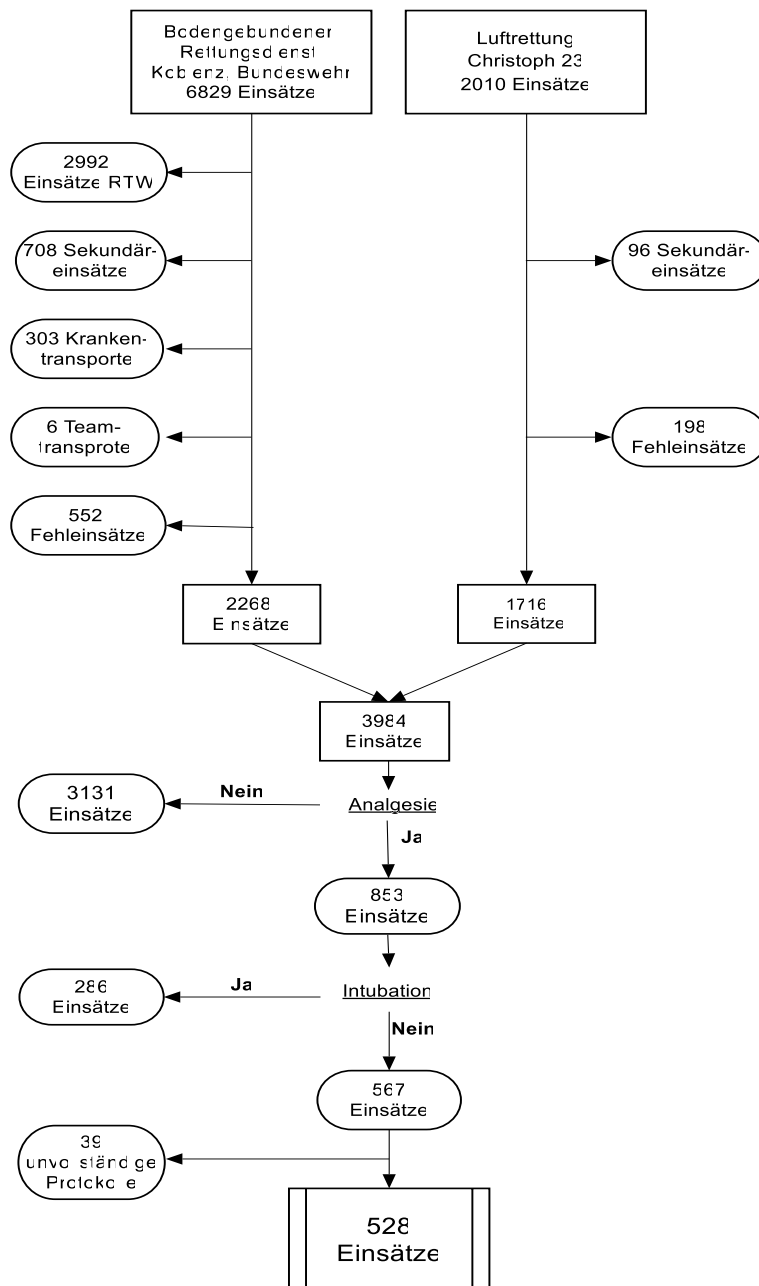 Bodengebundener
Rettungsdienst
Koblenz, Bundeswehr
6829 Einsätze
Luftrettung
Christoph 23
2010 Einsätze
2992
Einsätze RTW
708 Sekundär-
einsätze
96 Sekundär-
einsätze
303 Kranken-
transporte
6 Team-
transprote
198
Fehleinsätze
552
Fehleinsätze
2268
Einsätze
1716
Einsätze
3984
Einsätze
3131
Einsätze
Nein
Analgesie
Ja
853
Einsätze
286
Einsätze
Ja
Intubation
Nein
567
Einsätze
39
unvollständige
Protokolle
528
Einsätze